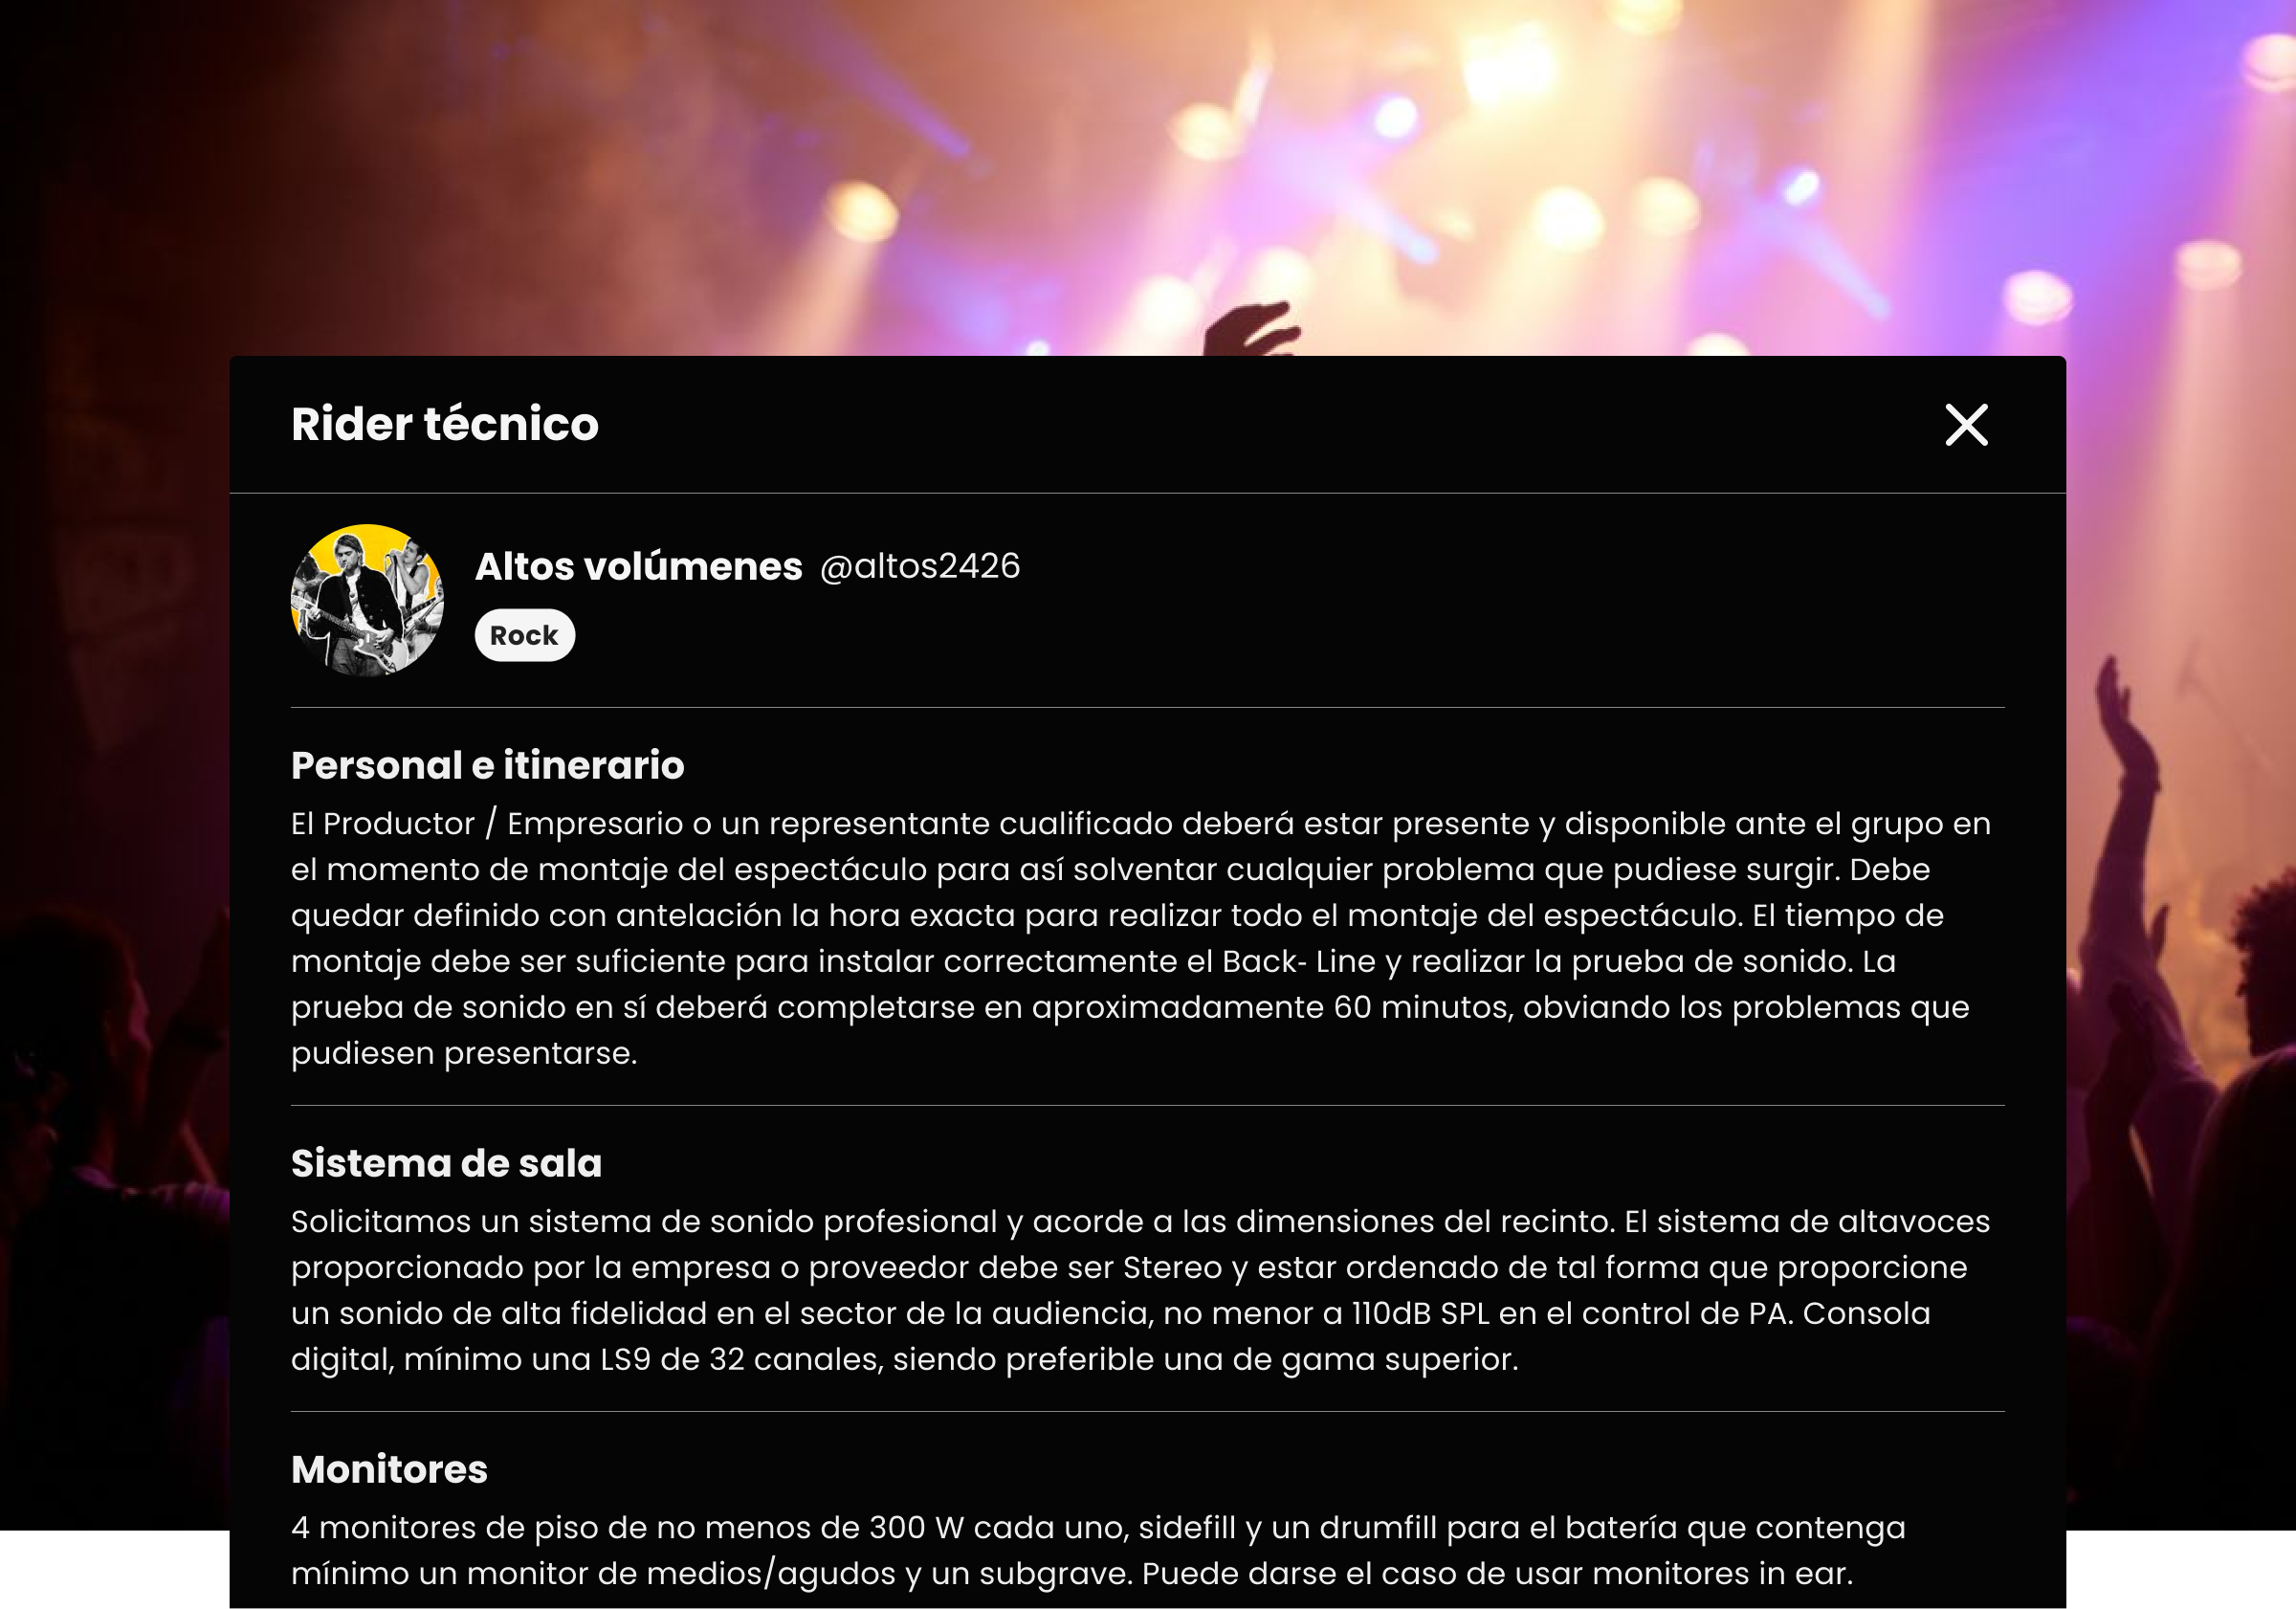 Rider técnico
Altos volúmenes @altos2426
Rock
Personal e itinerario
El Productor / Empresario o un representante cualificado deberá estar presente y disponible ante el grupo en
el momento de montaje del espectáculo para así solventar cualquier problema que pudiese surgir. Debe
quedar definido con antelación la hora exacta para realizar todo el montaje del espectáculo. El tiempo de
montaje debe ser suficiente para instalar correctamente el Back- Line y realizar la prueba de sonido. La
prueba de sonido en sí deberá completarse en aproximadamente 60 minutos, obviando los problemas que
pudiesen presentarse.
Sistema de sala
Solicitamos un sistema de sonido profesional y acorde a las dimensiones del recinto. El sistema de altavoces
proporcionado por la empresa o proveedor debe ser Stereo y estar ordenado de tal forma que proporcione
un sonido de alta fidelidad en el sector de la audiencia, no menor a 110dB SPL en el control de PA. Consola
digital, mínimo una LS9 de 32 canales, siendo preferible una de gama superior.
Monitores
4 monitores de piso de no menos de 300 W cada uno, sidefill y un drumfill para el batería que contenga
mínimo un monitor de medios/agudos y un subgrave. Puede darse el caso de usar monitores in ear.